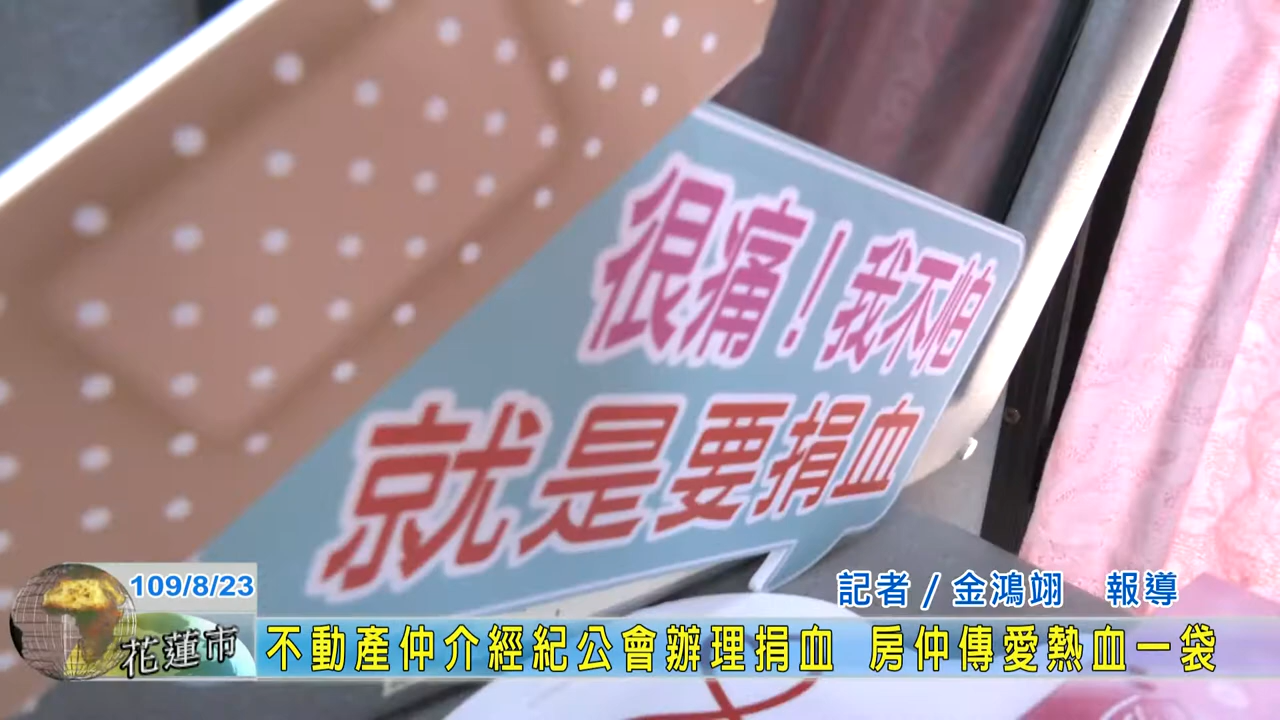 很痛！我不怕
就是要捐血
109/8/23
記者/金鴻翊 報導
花蓮市
不動產仲介經紀公會辦理捐血 房仲傳愛熱血一袋